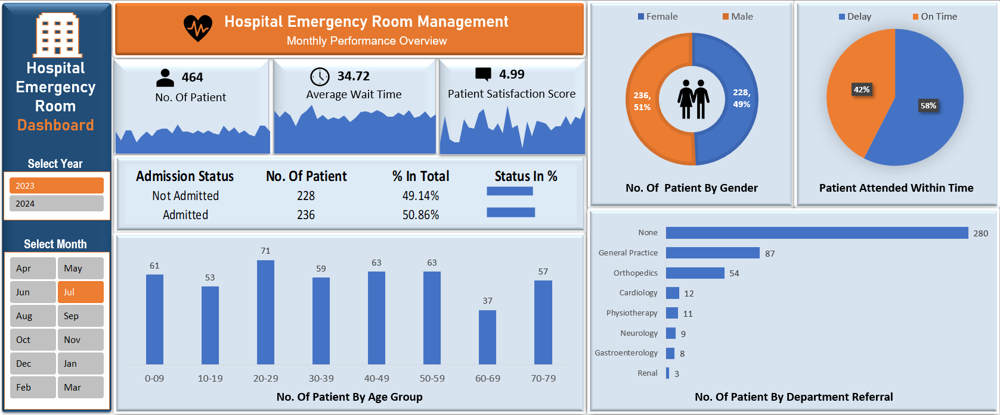 Hospital
Emergency
Room
Dashboard
Select Year
2023
2024
Select Month
Apr May
Jun Jul
Aug Sep
Oct Nov
Dec Jan
Feb Mar
Hospital Emergency Room Management
Monthly Performance Overview
464
No. Of Patient
34.72
Average Wait Time
4.99
Patient Satisfaction Score
Admission Status No. Of Patient % In Total Status In %
Not Admitted 228 49.14%
Admitted 236 50.86%
61 53 71 59 63 63 37 57
0-09 10-19 20-29 30-39 40-49 50-59 60-69 70-79
No. Of Patient By Age Group
Female Male
236,
51%
228,
49%
No. Of Patient By Gender
Delay On Time
42%
58%
Patient Attended Within Time
None 280
General Practice 87
Orthopedics 54
Cardiology 12
Physiotherapy 11
Neurology 9
Gastroenterology 8
Renal 3
No. Of Patient By Department Referral